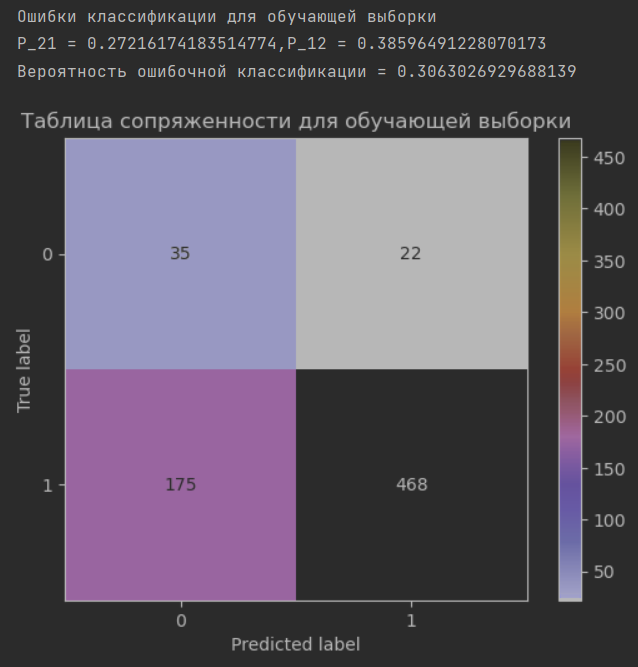 Ошибки классификации для обучающей выборки
P_21 = 0.27216174183514774,P_12 = 0.38596491228070173
Вероятность ошибочной классификации = 0.3063026929688139
Таблица сопряженности для обучающей выборки
450
400
350
300
250
200
150
100
50
True label
0
35
22
1
175
468
0
1
Predicted label